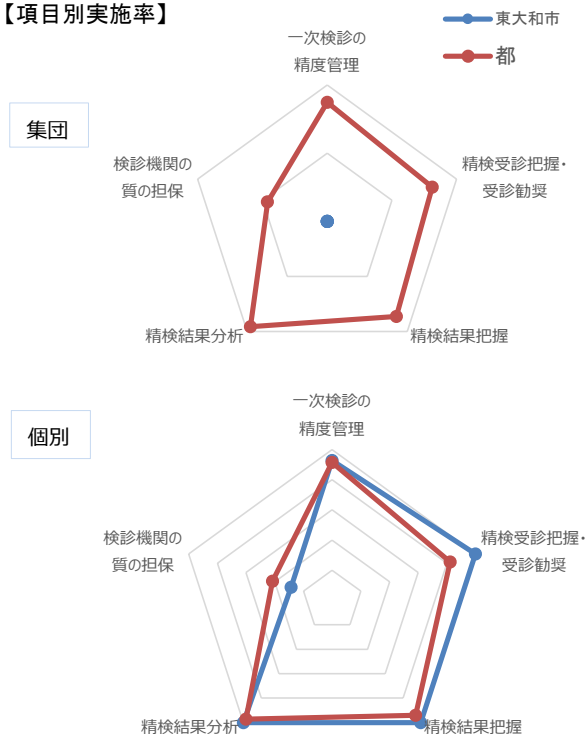 【項目別実施率】
東大和市
都
集団
一次検診の
精度管理
精検受診把握・
受診勧奨
精検結果把握
精検結果分析
検診機関の
質の担保
個別
一次検診の
精度管理
精検受診把握・
受診勧奨
精検結果把握
精検結果分析
検診機関の
質の担保